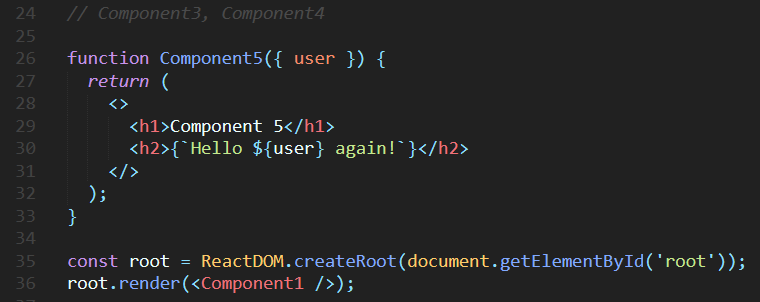 24 // Component3, Component4
25
26 function Component5({ user }) {
27   return (
28     <>
29       <h1>Component 5</h1>
30       <h2>{`Hello ${user} again!`}</h2>
31     </>
32   );
33 }
34
35 const root = ReactDOM.createRoot(document.getElementById('root'));
36 root.render(<Component1 />);